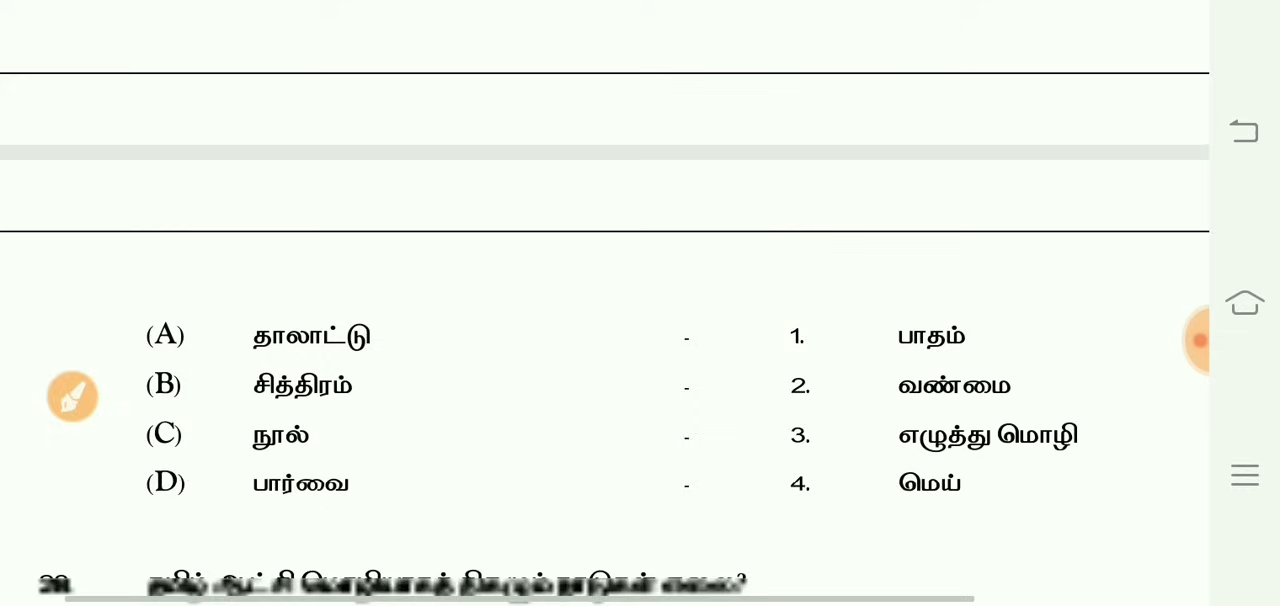 (A) தாலாட்டு - 1. பாதம்
(B) சித்திரம் - 2. வண்மை
(C) நூல் - 3. எழுத்து மொழி
(D) பார்வை - 4. மெய்